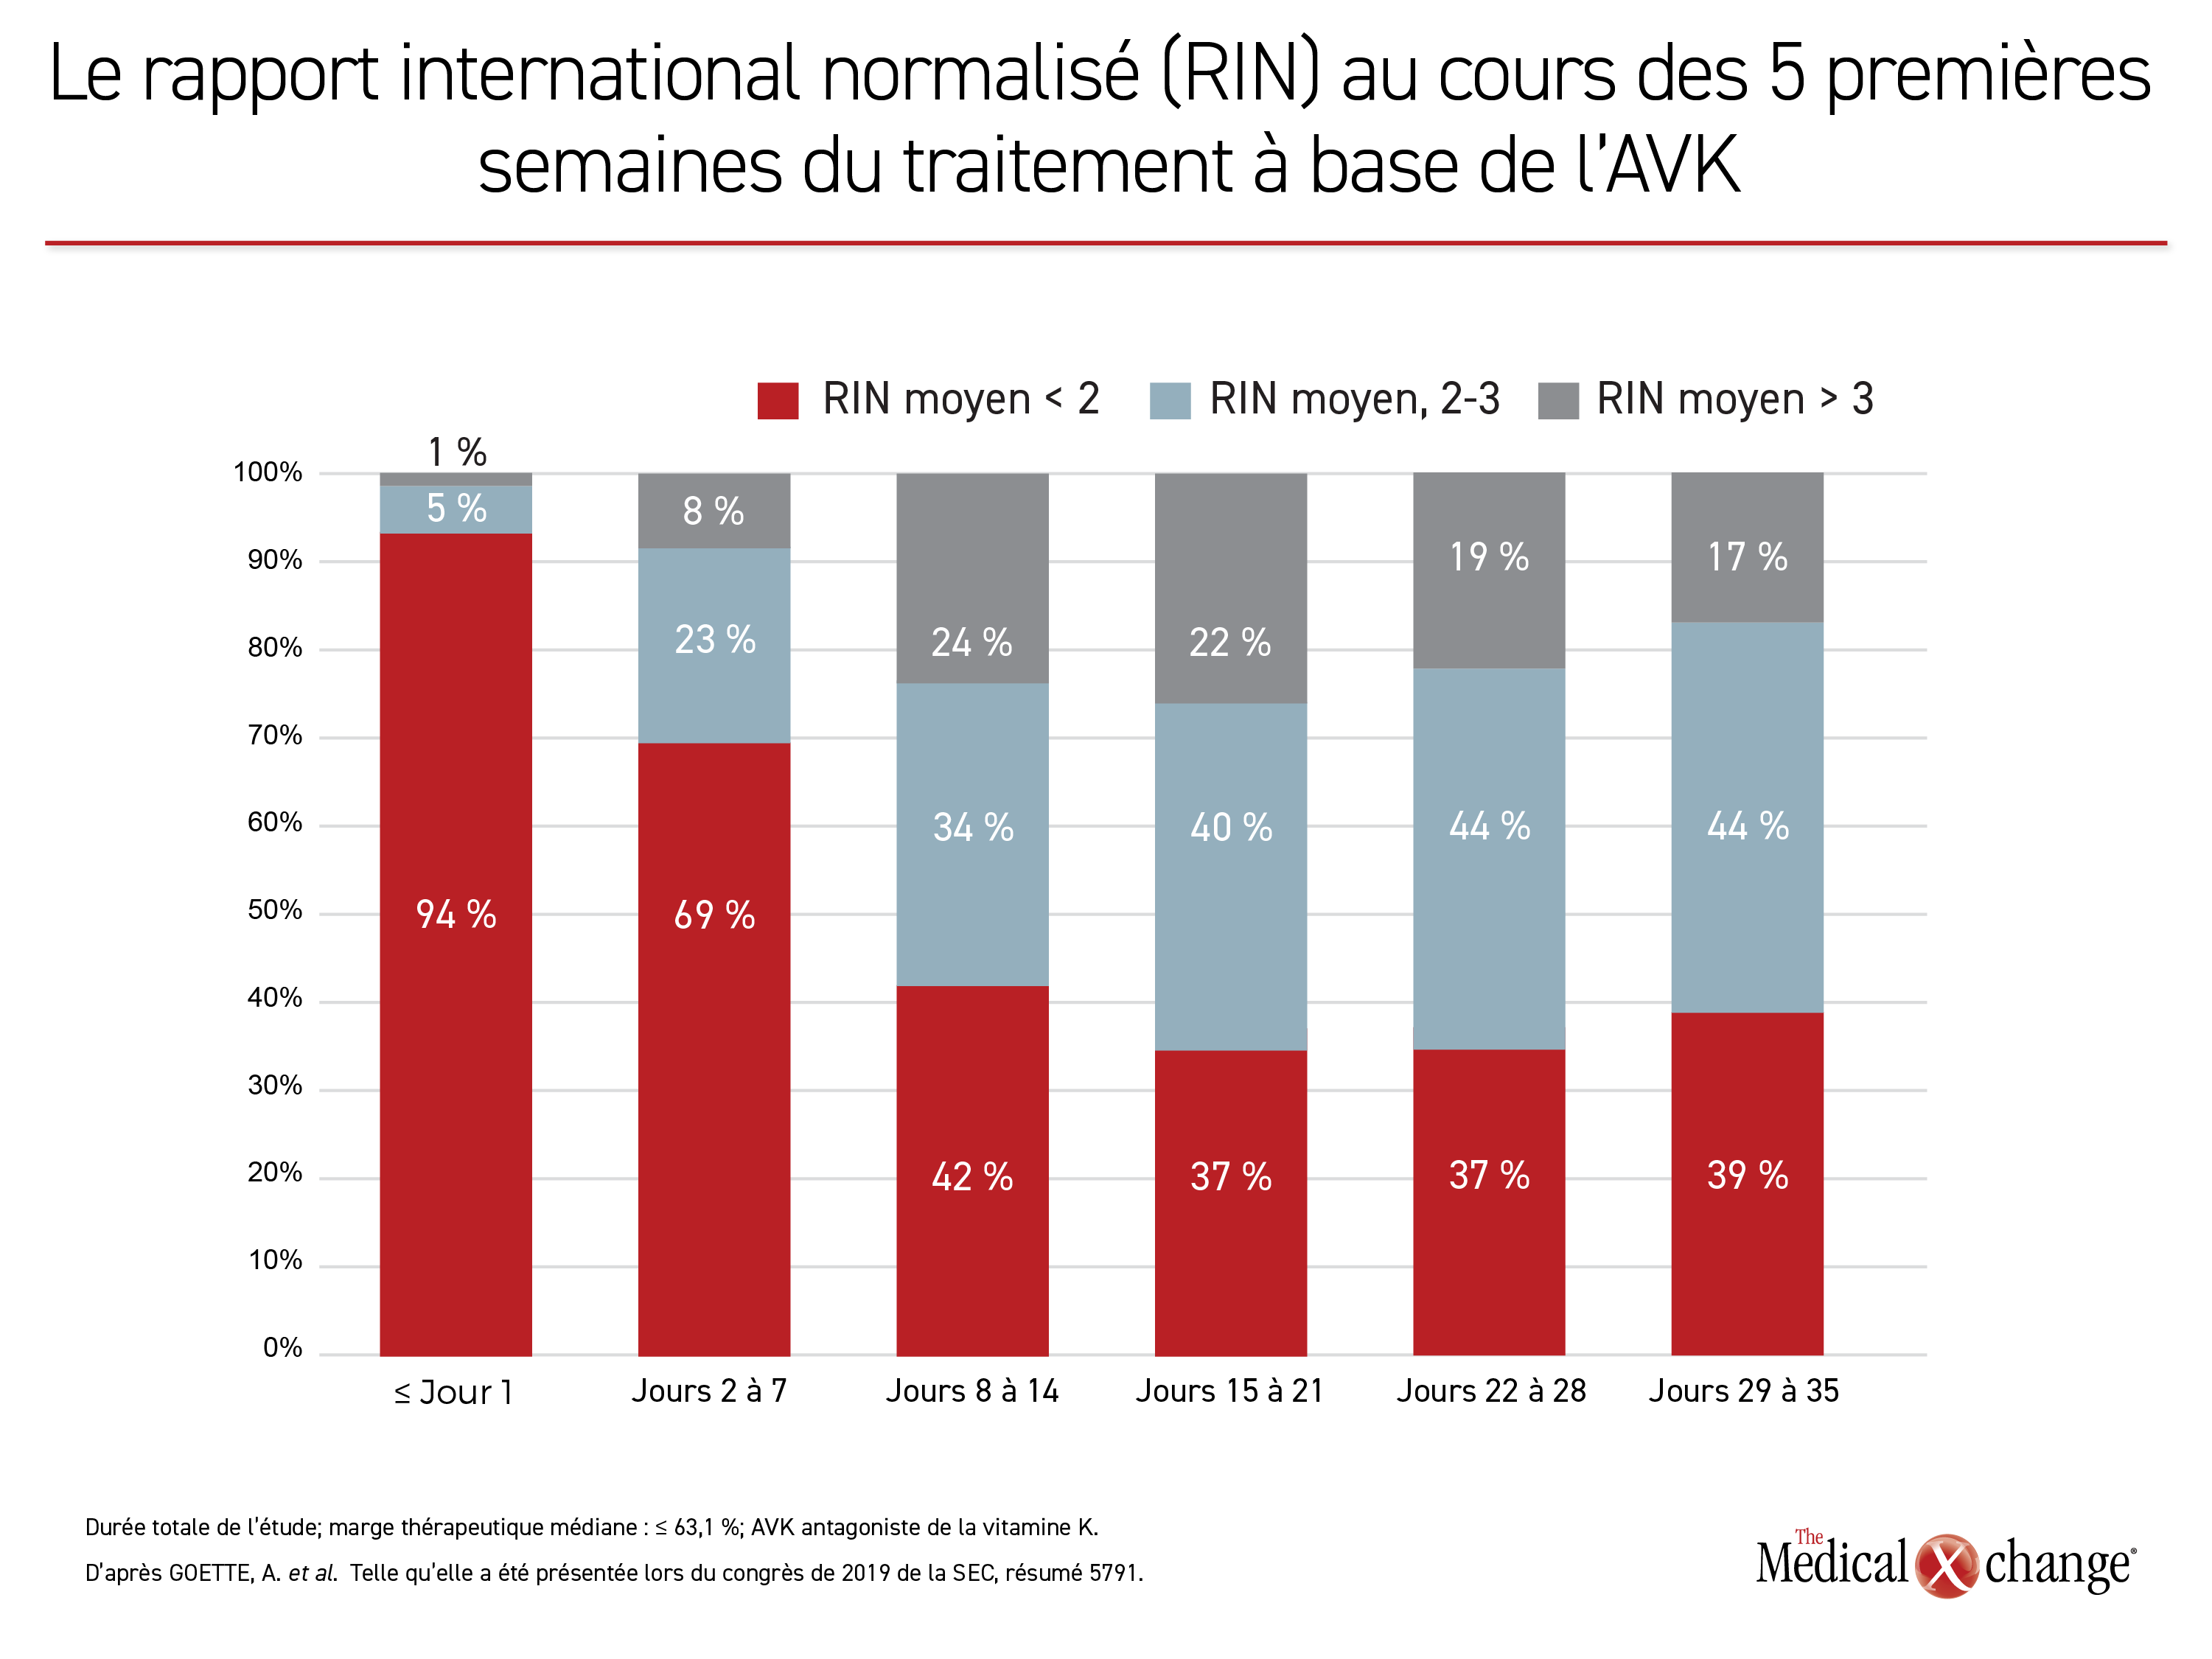 Le rapport international normalisé (RIN) au cours des 5 premières
semaines du traitement à base de l’AVK
RIN moyen < 2 RIN moyen, 2-3 RIN moyen > 3
1 %
100%
5 % 8 %
90% 19 % 17 %
80% 23 % 24 % 22 %
70%
60% 34 % 40 % 44 % 44 %
50% 94 % 69 %
40%
30%
20% 42 % 37 % 37 % 39 %
10%
0%
≤ Jour 1 Jours 2 à 7 Jours 8 à 14 Jours 15 à 21 Jours 22 à 28 Jours 29 à 35
Durée totale de l’étude; marge thérapeutique médiane : ≤ 63,1 %; AVK antagoniste de la vitamine K.
D’après GOETTE, A. et al. Telle qu’elle a été présentée lors du congrès de 2019 de la SEC, résumé 5791.
The
Medical X change®